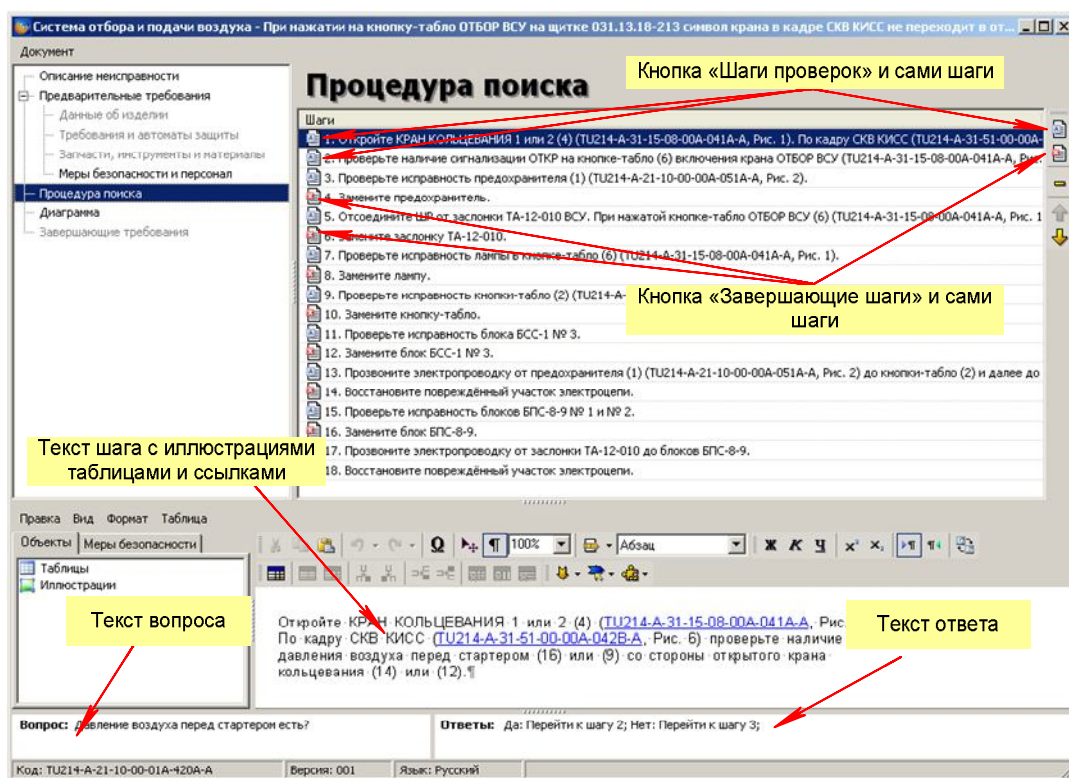 Система отбора и подачи воздуха - При нажатии на кнопку-табло ОТБОР ВСУ на щитке 031.13.18-213 символ крана в кадре СКВ КИСС не переходит в от...
Документ
Описание неисправности
Предварительные требования
Данные об изделии
Требования и автоматы защиты
Запчасти, инструменты и материалы
Меры безопасности и персонал
Процедура поиска
Диаграмма
Завершающие требования
Процедура поиска
Кнопка «Шаги проверок» и сами шаги
Шаги
1. Откройте КРАН КОЛЬЦЕВАНИЯ 1 или 2 (4) (TU214-A-31-15-08-00A-041A-A, Рис. 1). По кадру СКВ КИСС (TU214-A-31-51-00-00A-
2. Проверьте наличие сигнализации ОТКР на кнопке-табло (6) включения крана ОТБОР ВСУ (TU214-A-31-15-08-00A-041A-A, Рис.
3. Проверьте исправность предохранителя (1) (TU214-A-21-10-00-00A-051A-A, Рис. 2).
4. Замените предохранитель.
5. Отсоедините ШР от заслонки ТА-12-010 ВСУ. При нажатой кнопке-табло ОТБОР ВСУ (6) (TU214-A-31-15-08-00A-041A-A, Рис. 1
6. Замените заслонку ТА-12-010.
7. Проверьте исправность лампы в кнопке-табло (6) (TU214-A-31-15-08-00A-041A-A, Рис. 1).
8. Замените лампу.
9. Проверьте исправность кнопки-табло (2) (TU214-A-
Кнопка «Завершающие шаги» и сами
шаги
10. Замените кнопку-табло.
11. Проверьте исправность блока БСС-1 № 3.
12. Замените блок БСС-1 № 3.
13. Прозвоните электропроводку от предохранителя (1) (TU214-A-21-10-00-00A-051A-A, Рис. 2) до кнопки-табло (2) и далее до
14. Восстановите повреждённый участок электроцепи.
15. Проверьте исправность блоков БПС-8-9 № 1 и № 2.
16. Замените блок БПС-8-9.
17. Прозвоните электропроводку от заслонки ТА-12-010 до блоков БПС-8-9.
18. Восстановите повреждённый участок электроцепи.
Текст шага с иллюстрациями
таблицами и ссылками
Правка Вид Формат Таблица
Объекты Меры безопасности
100% Абзац Ж К Ч
Таблицы
Иллюстрации
Текст вопроса
Откройте КРАН КОЛЬЦЕВАНИЯ 1 или 2 (4) (TU214-A-31-15-08-00A-041A-A, Рис.
По кадру СКВ КИСС (TU214-A-31-51-00-00A-042B-A, Рис. 6) проверьте наличие
давления воздуха перед стартером (16) или (9) со стороны открытого крана
кольцевания (14) или (12).¶
Текст ответа
Вопрос: Давление воздуха перед стартером есть?
Ответы: Да: Перейти к шагу 2; Нет: Перейти к шагу 3;
Код: TU214-A-21-10-00-01A-420A-A Версия: 001 Язык: Русский